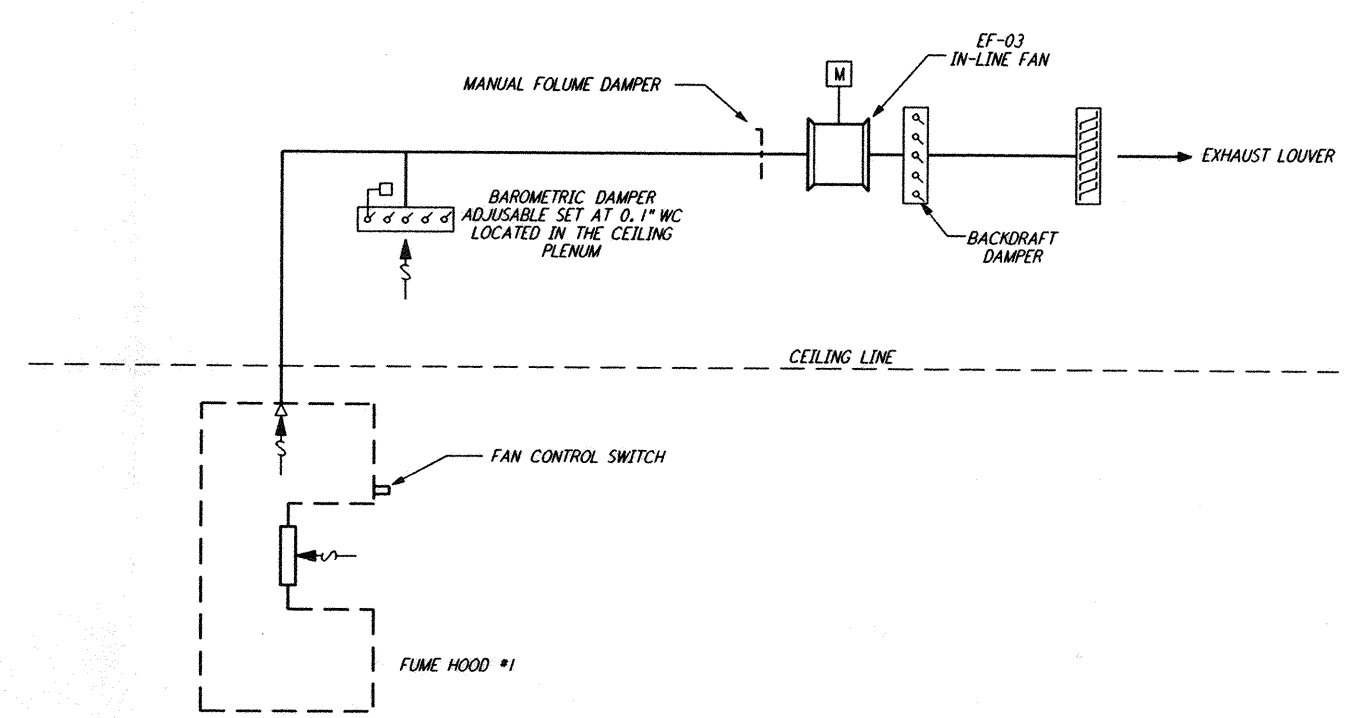 EF-03
IN-LINE FAN
MANUAL FOLUME DAMPER
M
EXHAUST LOUVER
BAROMETRIC DAMPER
ADJUSABLE SET AT 0.1" WC
LOCATED IN THE CEILING
PLENUM
BACKDRAFT
DAMPER
CEILING LINE
FAN CONTROL SWITCH
FUME HOOD #1